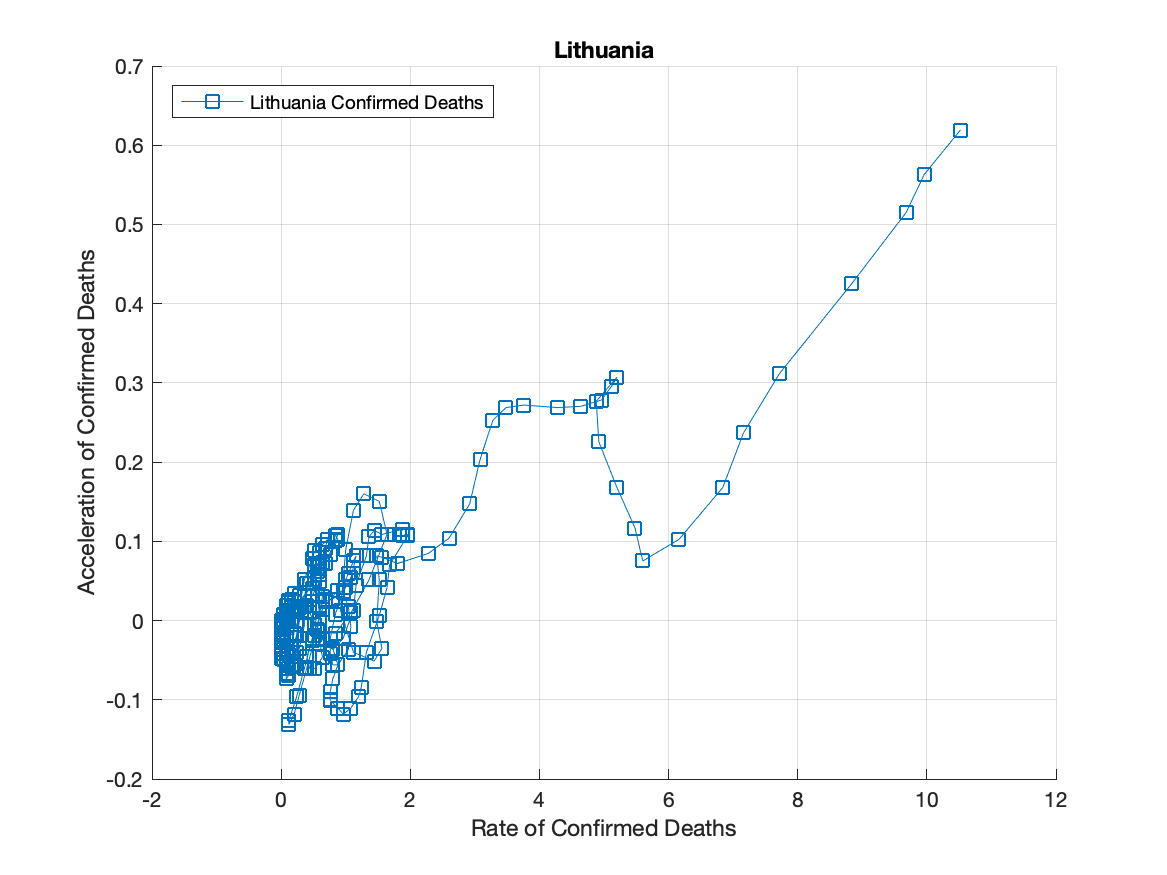 Lithuania
Lithuania Confirmed Deaths
Acceleration of Confirmed Deaths
0.7
0.6
0.5
0.4
0.3
0.2
0.1
0
-0.1
-0.2
-2 0 2 4 6 8 10 12
Rate of Confirmed Deaths